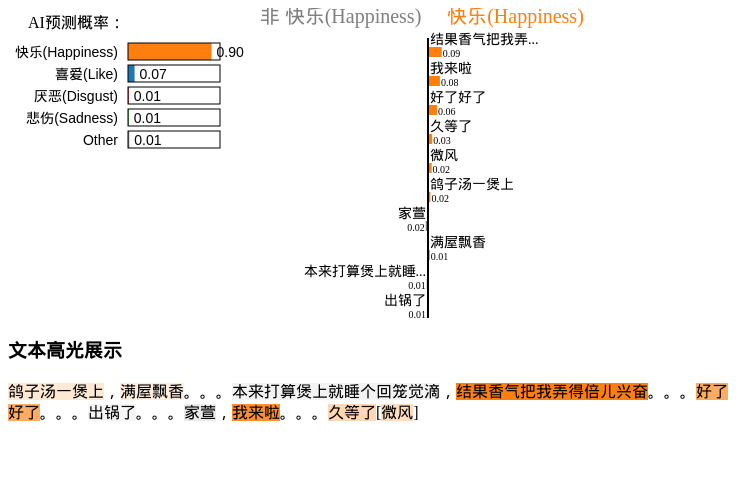 AI预测概率：
快乐(Happiness) 0.90
喜爱(Like) 0.07
厌恶(Disgust) 0.01
悲伤(Sadness) 0.01
Other 0.01
非 快乐(Happiness) 快乐(Happiness)
结果香气把我弄...
0.09
我来啦
0.08
好了好了
0.06
久等了
0.03
微风
0.02
鸽子汤一煲上
0.02
家萱
0.02
满屋飘香
0.01
本来打算煲上就睡...
0.01
出锅了
0.01
文本高光展示
鸽子汤一煲上，满屋飘香。。。本来打算煲上就睡个回笼觉滴，结果香气把我弄得倍儿兴奋。。。好了
好了。。。出锅了。。。家萱，我来啦。。。久等了[微风]